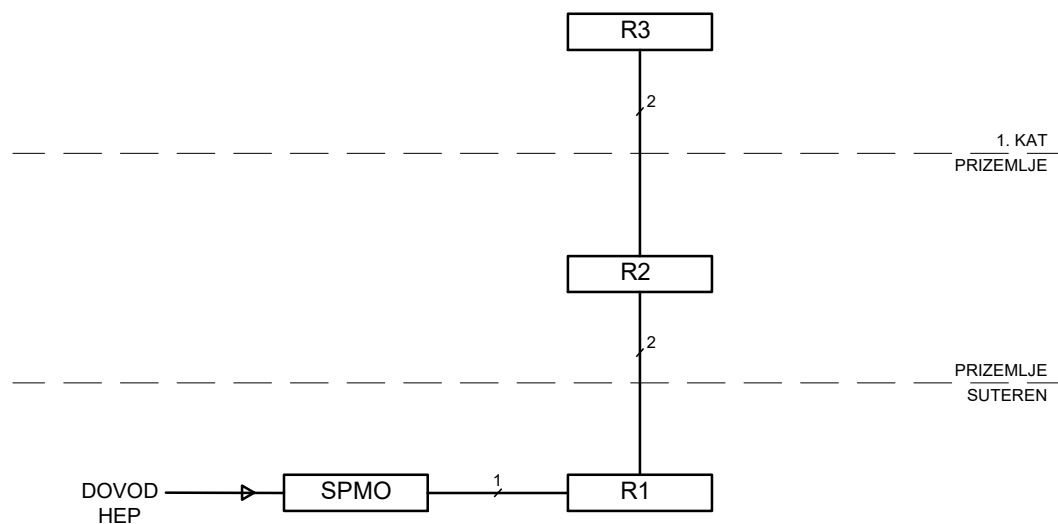 R3
2
1. KAT
PRIZEMLJE
R2
2
PRIZEMLJE
SUTEREN
DOVOD
HEP
SPMO
1
R1